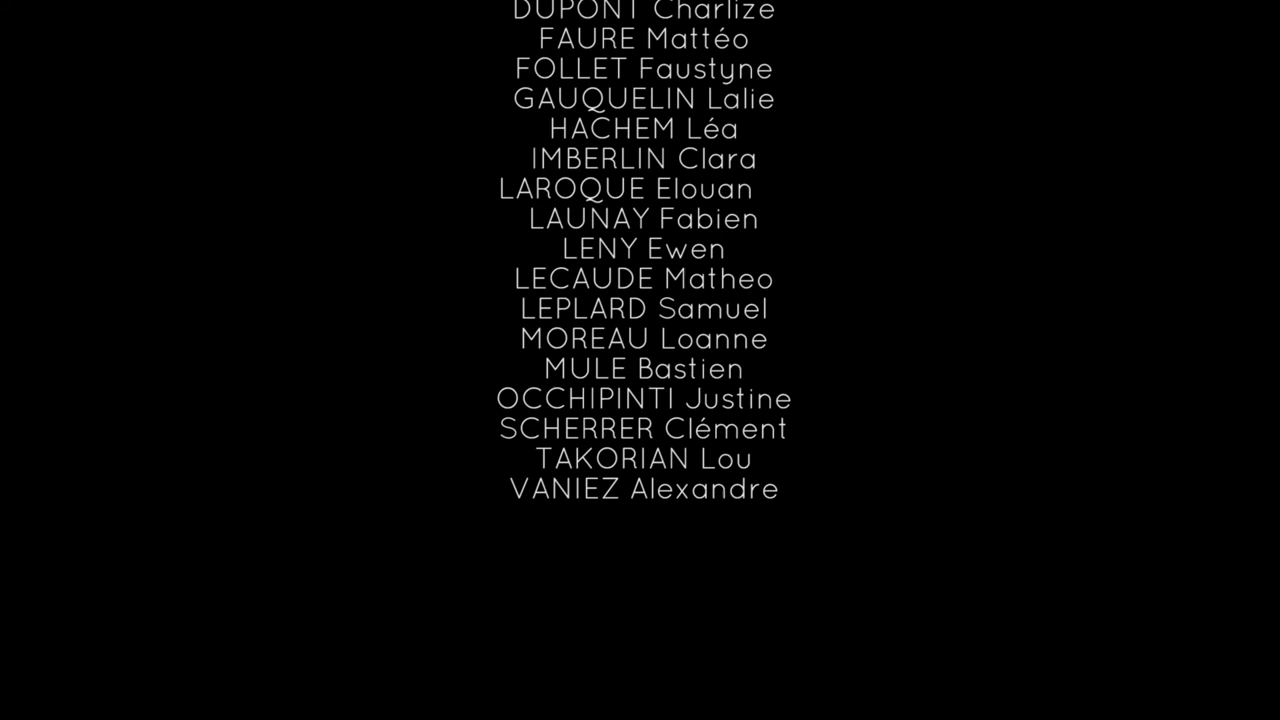 DUPONT Charlize
FAURE Mattéo
FOLLET Faustyne
GAUQUELIN Lalie
HACHEM Léa
IMBERLIN Clara
LAROQUE Elouan
LAUNAY Fabien
LENY Ewen
LECAUDE Matheo
LEPLARD Samuel
MOREAU Loanne
MULE Bastien
OCCHIPINTI Justine
SCHERRER Clément
TAKORIAN Lou
VANIEZ Alexandre